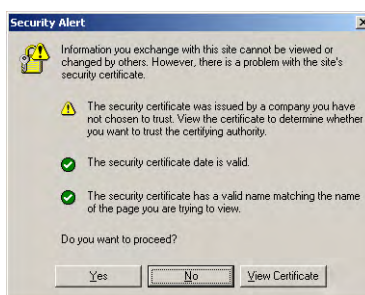 Security Alert
Information you exchange with this site cannot be viewed or
changed by others. However, there is a problem with the site's
security certificate.
The security certificate was issued by a company you have
not chosen to trust. View the certificate to determine whether
you want to trust the certifying authority.
The security certificate date is valid.
The security certificate has a valid name matching the name
of the page you are trying to view.
Do you want to proceed?
Yes No View Certificate